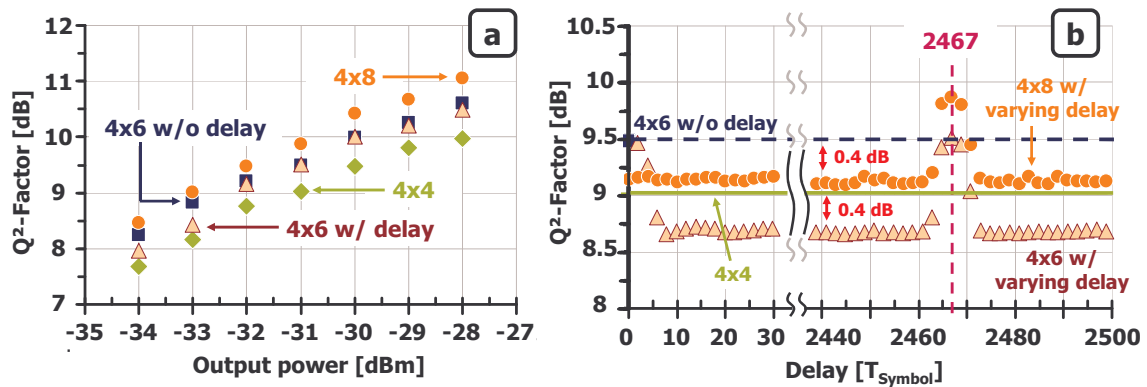 12
11
10
9
8
7
-35
-34
-33
-32
-31
-30
-29
-28
-27
Q²-Factor [dB]
Output power [dBm]
a
4x8
4x6 w/o delay
4x4
4x6 w/ delay
10.5
10
9.5
9
8.5
8
0
10
20
30
2440
2460
2480
2500
Q²-Factor [dB]
Delay [TSymbol]
b
2467
4x8 w/
varying delay
4x6 w/o delay
0.4 dB
0.4 dB
4x4
4x6 w/
varying delay